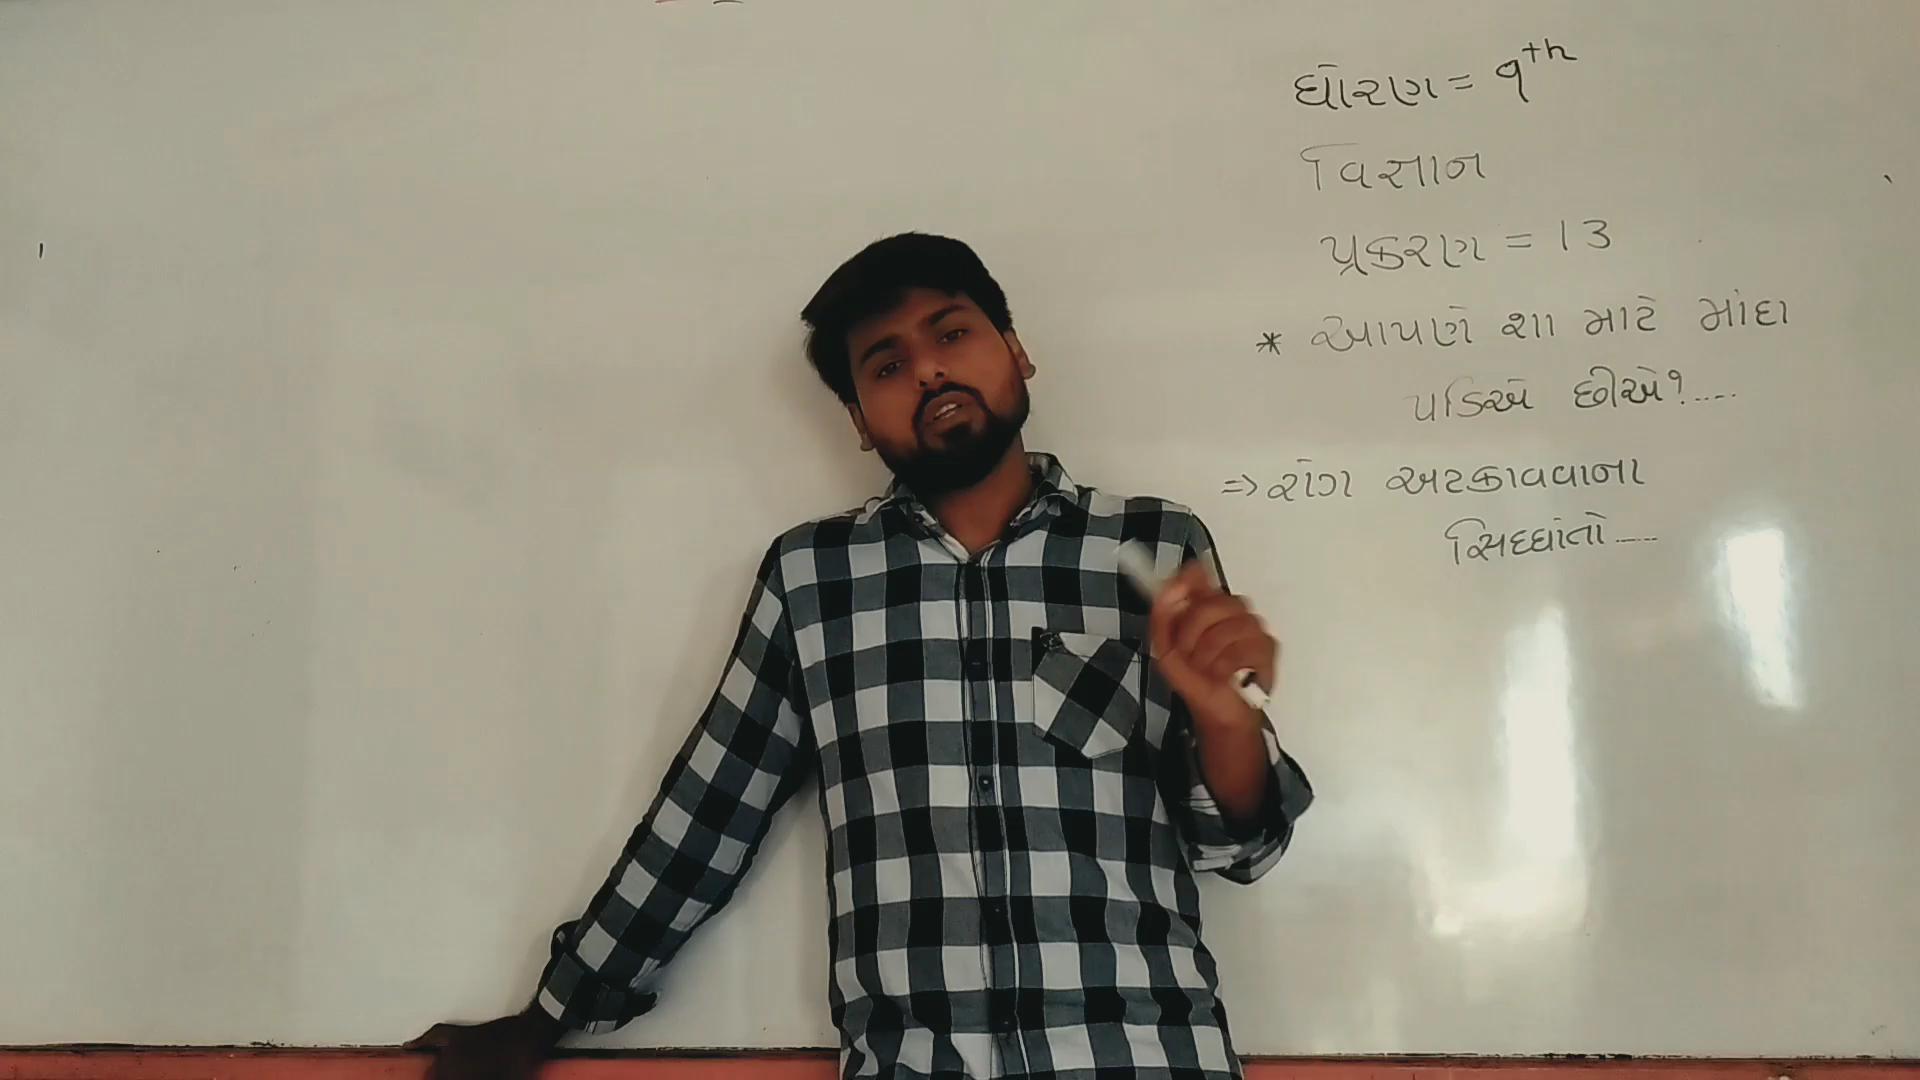 ધોરણ = 9th
વિજ્ઞાન
પ્રકરણ = 13
* આપણે શા માટે માંદા
પડિએ છીએ?....
⇒ રોગ અટકાવવાના
સિદ્ધાંતો.....